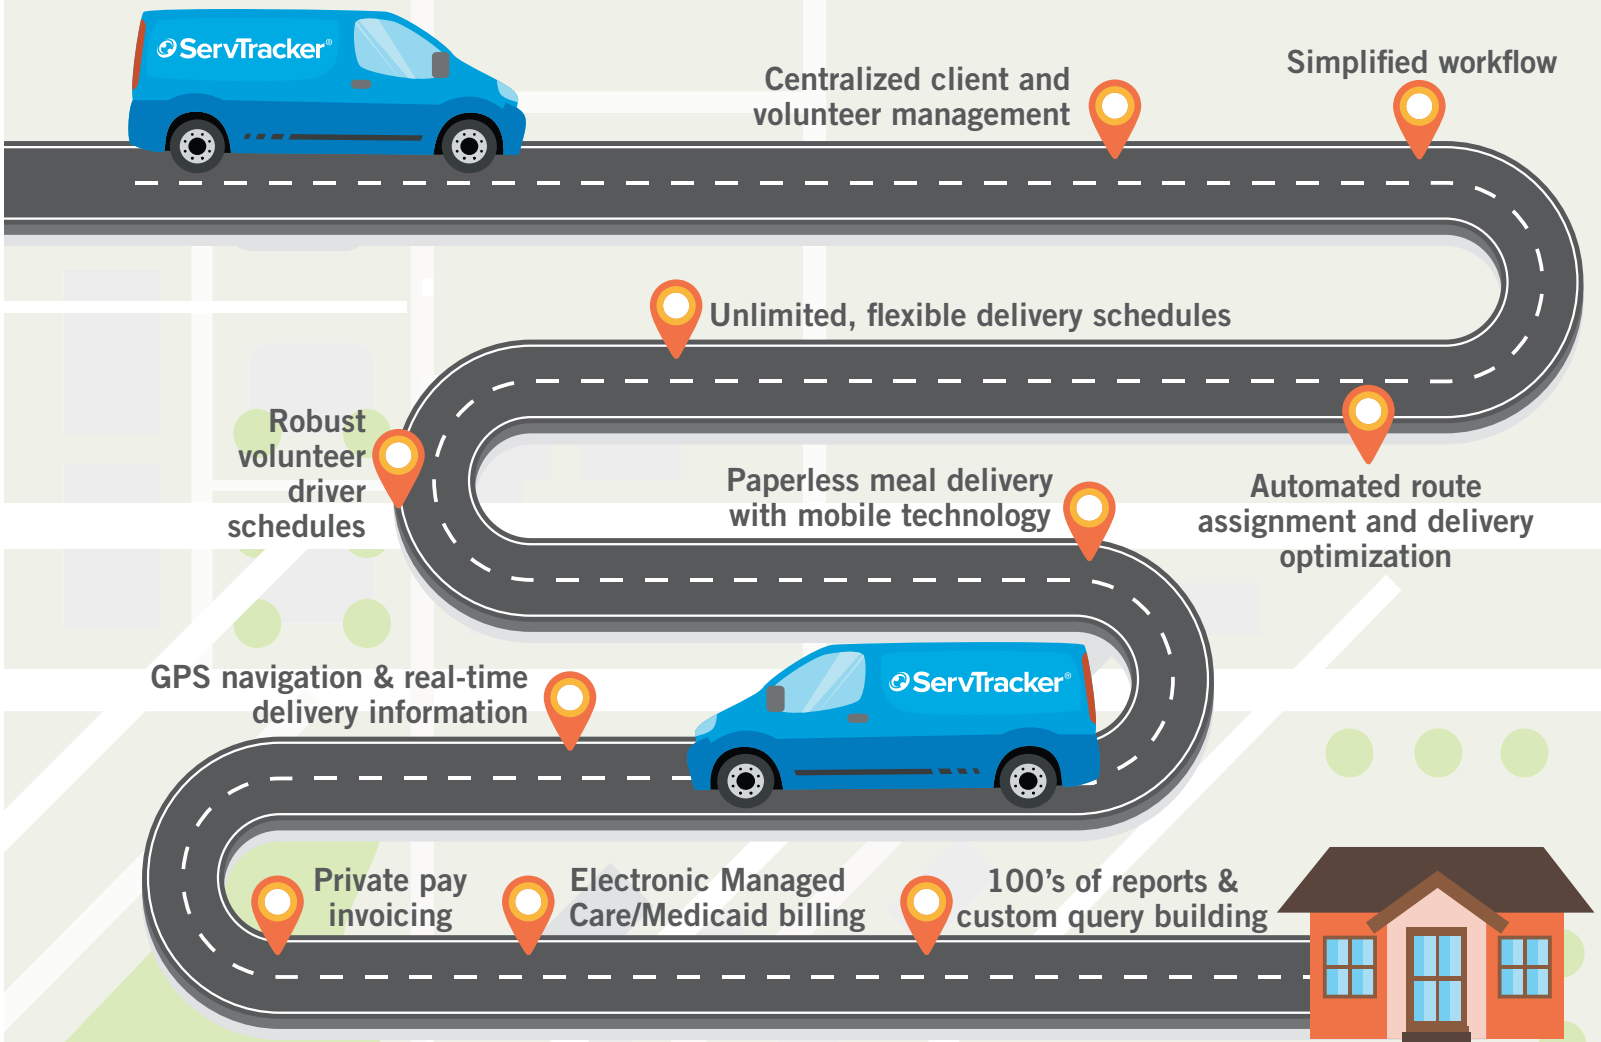 ServTracker®
Centralized client and
volunteer management
Simplified workflow
Unlimited, flexible delivery schedules
Robust
volunteer
driver
schedules
Paperless meal delivery
with mobile technology
Automated route
assignment and delivery
optimization
GPS navigation & real-time
delivery information
ServTracker®
Private pay
invoicing
Electronic Managed
Care/Medicaid billing
100’s of reports &
custom query building